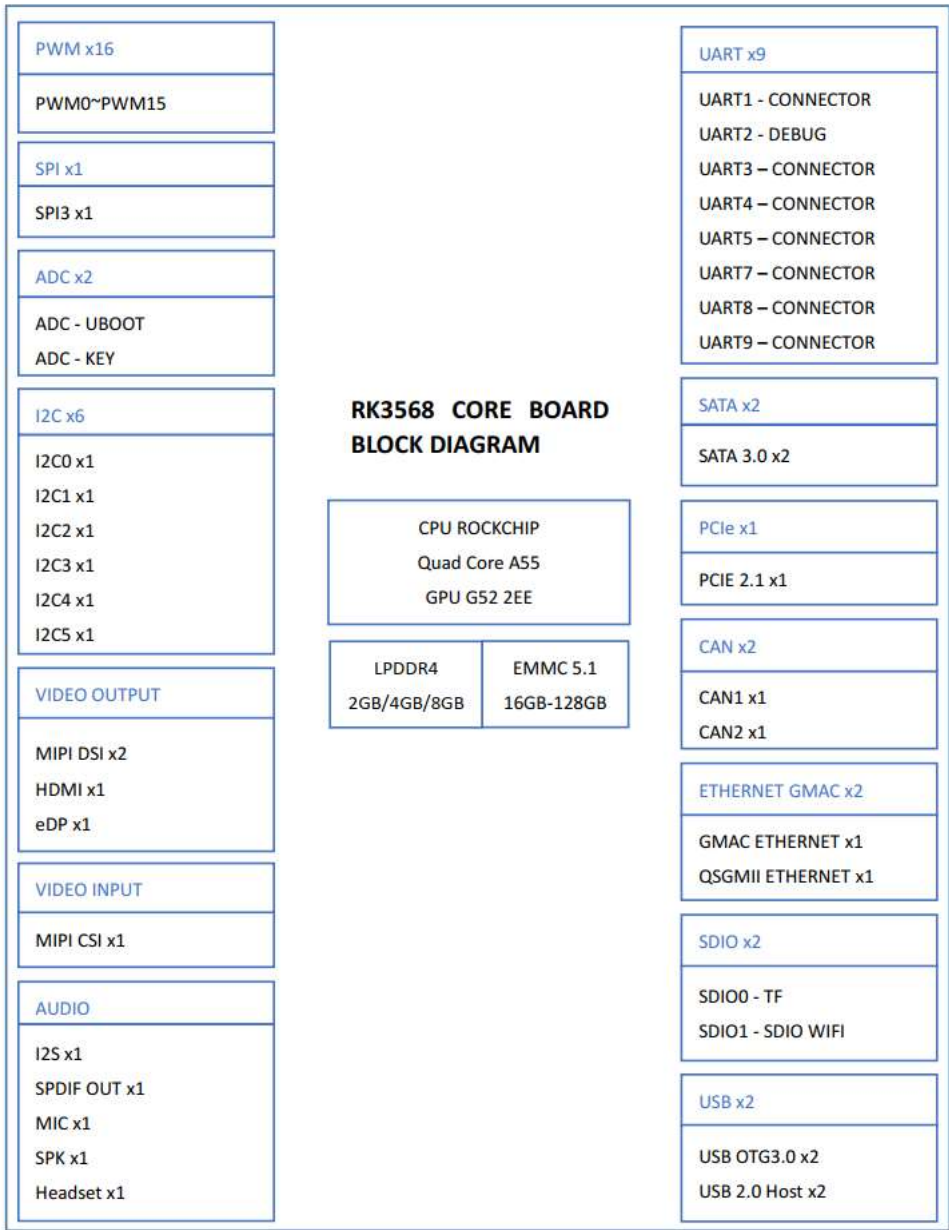 PWM x16
PWM0~PWM15
SPI x1
SPI3 x1
ADC x2
ADC - UBOOT
ADC - KEY
I2C x6
I2C0 x1
I2C1 x1
I2C2 x1
I2C3 x1
I2C4 x1
I2C5 x1
VIDEO OUTPUT
MIPI DSI x2
HDMI x1
eDP x1
VIDEO INPUT
MIPI CSI x1
AUDIO
I2S x1
SPDIF OUT x1
MIC x1
SPK x1
Headset x1
RK3568 CORE BOARD
BLOCK DIAGRAM
CPU ROCKCHIP
Quad Core A55
GPU G52 2EE
LPDDR4
2GB/4GB/8GB
EMMC 5.1
16GB-128GB
UART x9
UART1 - CONNECTOR
UART2 - DEBUG
UART3 – CONNECTOR
UART4 – CONNECTOR
UART5 – CONNECTOR
UART7 – CONNECTOR
UART8 – CONNECTOR
UART9 – CONNECTOR
SATA x2
SATA 3.0 x2
PCIe x1
PCIE 2.1 x1
CAN x2
CAN1 x1
CAN2 x1
ETHERNET GMAC x2
GMAC ETHERNET x1
QSGMII ETHERNET x1
SDIO x2
SDIO0 - TF
SDIO1 - SDIO WIFI
USB x2
USB OTG3.0 x2
USB 2.0 Host x2